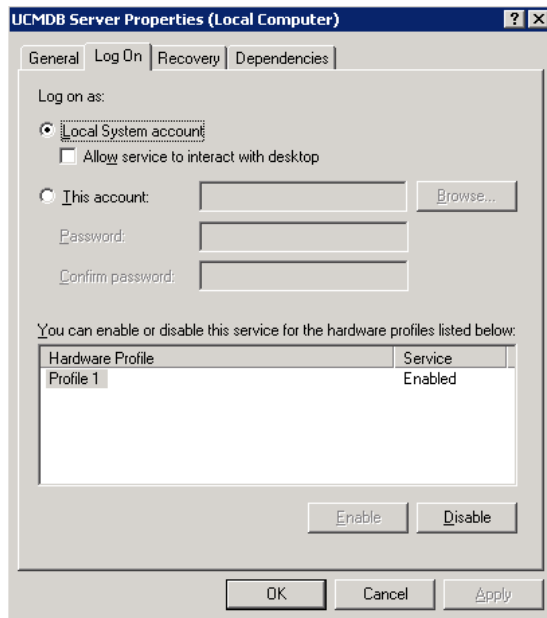 UCMDB Server Properties (Local Computer)
General Log On Recovery Dependencies
Log on as:
Local System account
Allow service to interact with desktop
This account: Browse...
Password:
Confirm password:
You can enable or disable this service for the hardware profiles listed below:
Hardware Profile Service
Profile 1 Enabled
Enable Disable
OK Cancel Apply